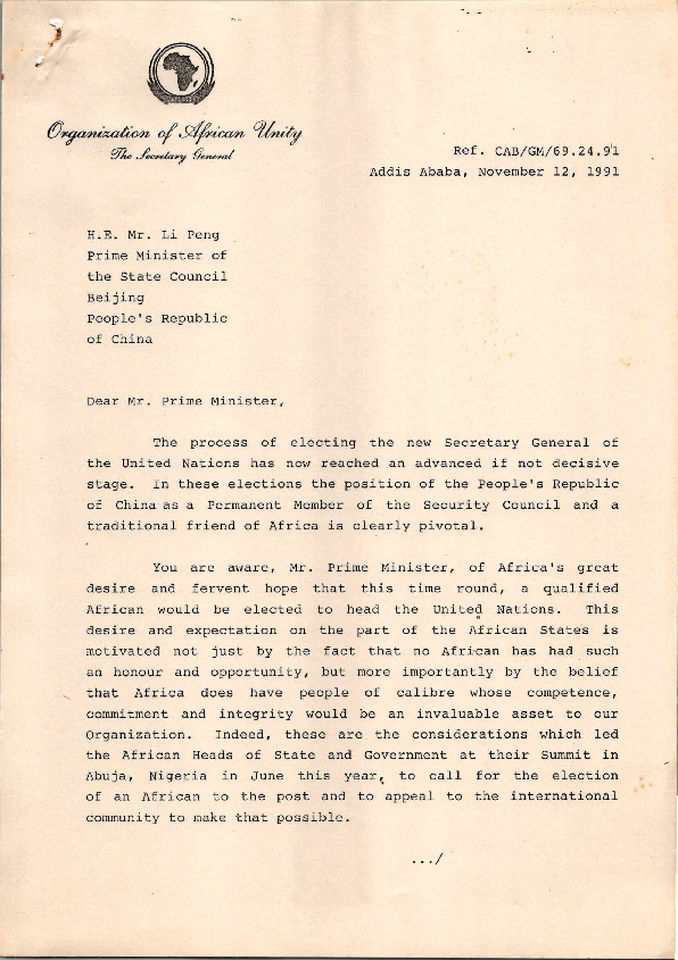 Organization of African Unity
The Secretary General
Ref. CAB/GM/69.24.91
Addis Ababa, November 12, 1991
H.E. Mr. Li Peng
Prime Minister of
the State Council
Beijing
People's Republic
of China
Dear Mr. Prime Minister,
The process of electing the new Secretary General of
the United Nations has now reached an advanced if not decisive
stage. In these elections the position of the People's Republic
of China as a Permanent Member of the Security Council and a
traditional friend of Africa is clearly pivotal.
You are aware, Mr. Prime Minister, of Africa's great
desire and fervent hope that this time round, a qualified
African would be elected to head the United Nations. This
desire and expectation on the part of the African States is
motivated not just by the fact that no African has had such
an honour and opportunity, but more importantly by the belief
that Africa does have people of calibre whose competence,
commitment and integrity would be an invaluable asset to our
Organization. Indeed, these are the considerations which led
the African Heads of State and Government at their Summit in
Abuja, Nigeria in June this year, to call for the election
of an African to the post and to appeal to the international
community to make that possible.
.../